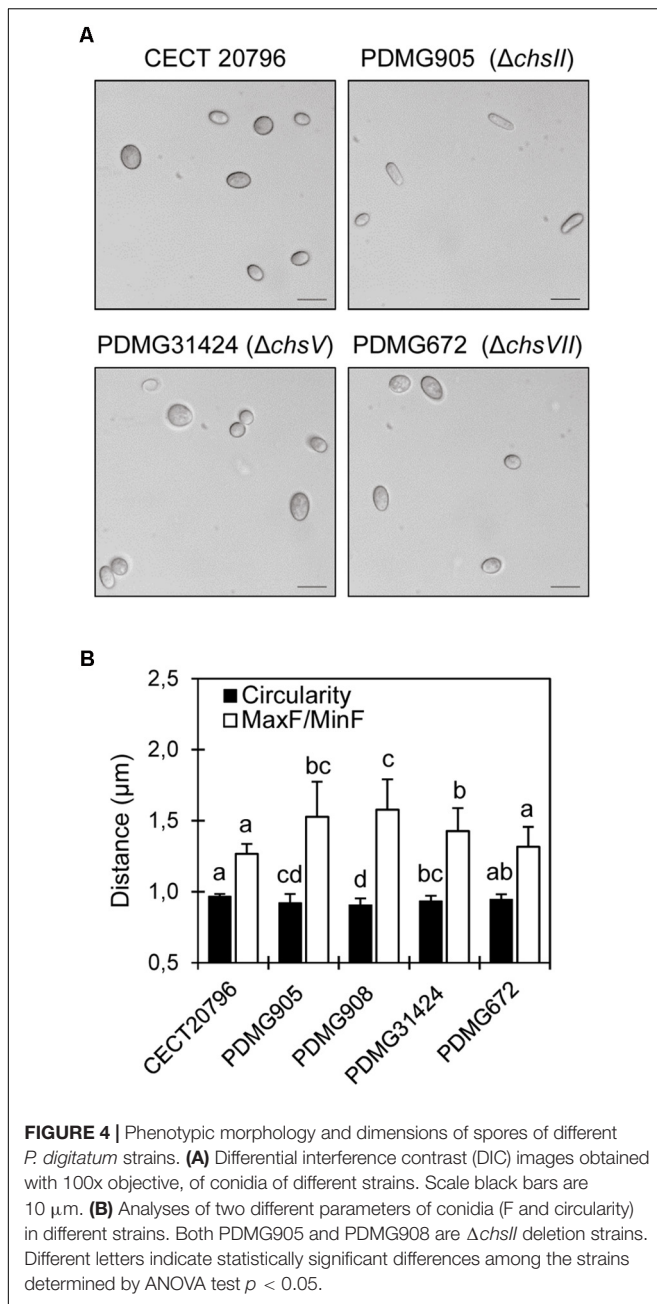 A
CECT 20796
PDMG905 (ΔchsII)
PDMG31424 (ΔchsV)
PDMG672 (ΔchsVII)
B
2,5
2,0
1,5
1,0
0,5
Distance (μm)
Circularity
MaxF/MinF
a
a
cd
bc
d
c
bc
b
ab
a
CECT20796
PDMG905
PDMG908
PDMG31424
PDMG672
FIGURE 4 | Phenotypic morphology and dimensions of spores of different
P. digitatum strains. (A) Differential interference contrast (DIC) images obtained
with 100x objective, of conidia of different strains. Scale black bars are
10 μm. (B) Analyses of two different parameters of conidia (F and circularity)
in different strains. Both PDMG905 and PDMG908 are ΔchsII deletion strains.
Different letters indicate statistically significant differences among the strains
determined by ANOVA test p < 0.05.